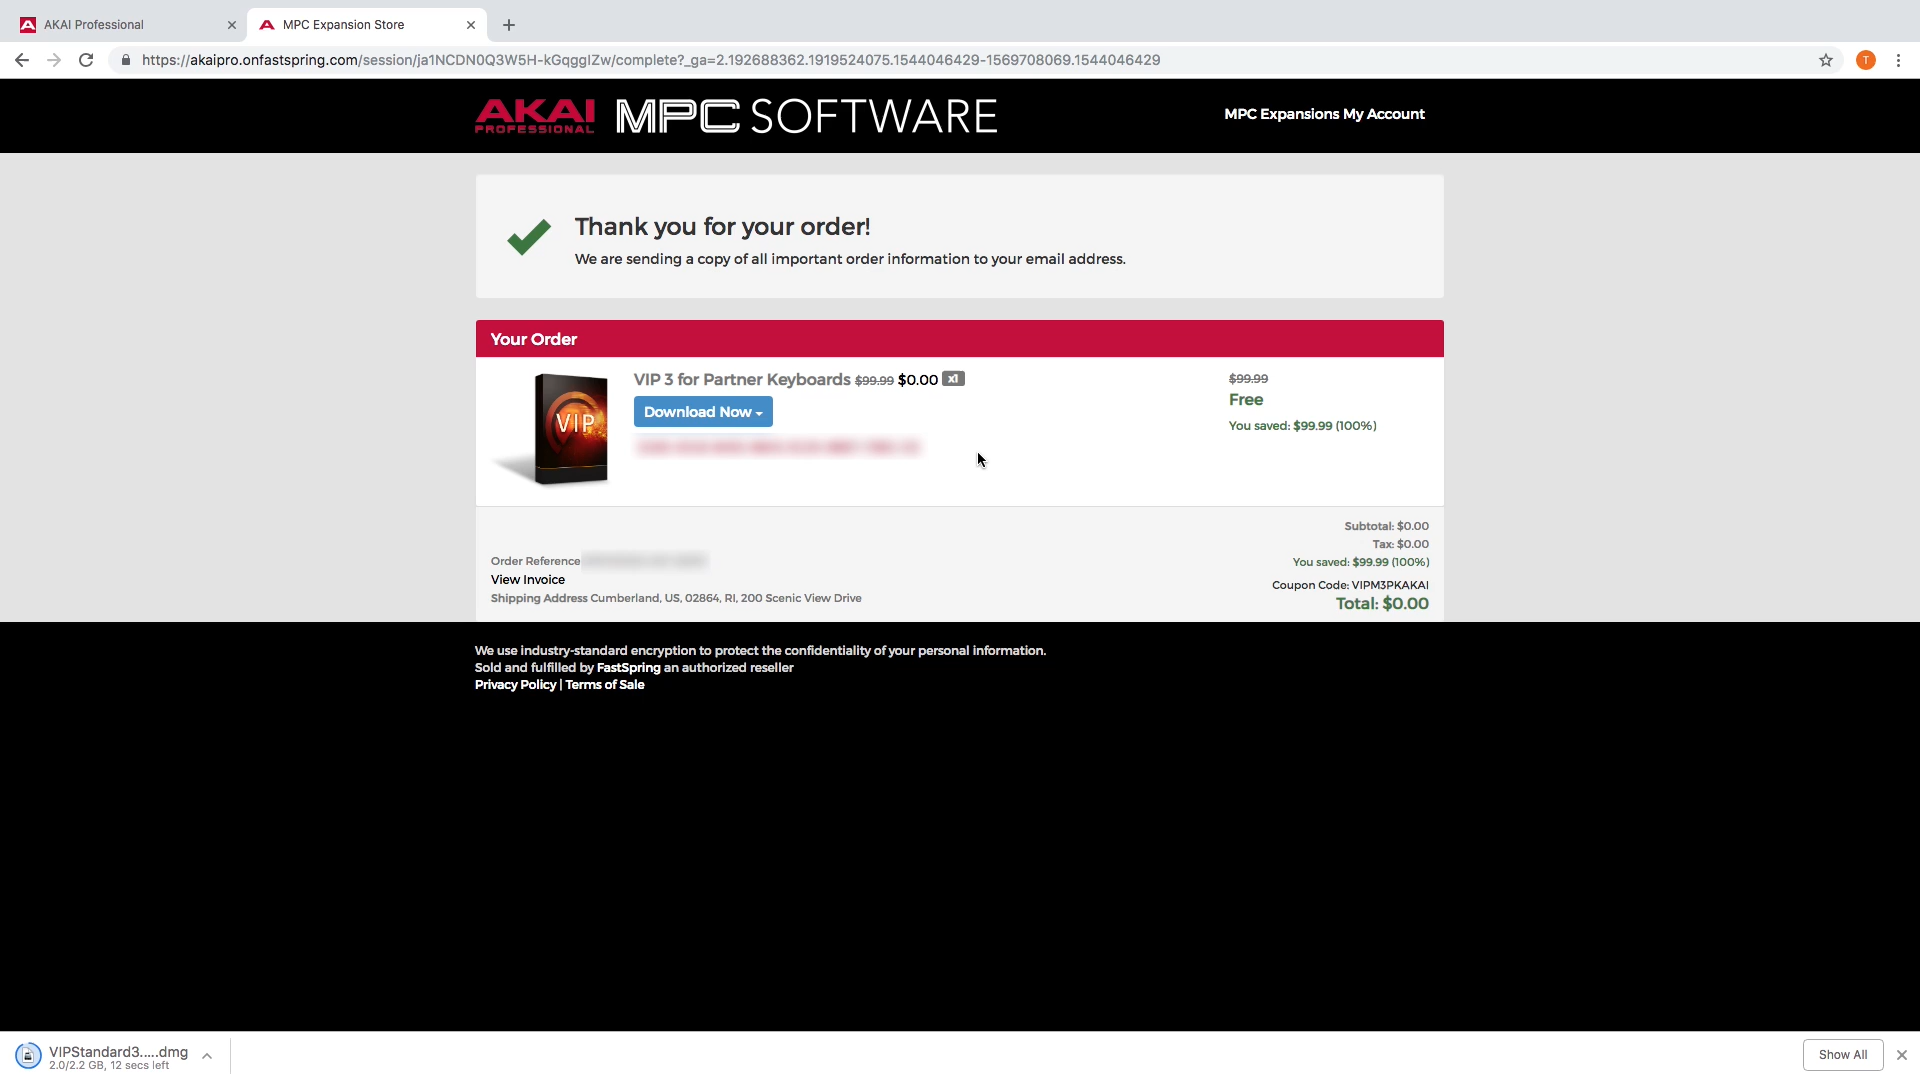 AKAI Professional
MPC Expansion Store
https://akaipro.onfastspring.com/session/ja1NCDN0Q3W5H-kGqgglZw/complete?_ga=2.192688362.1919524075.1544046429-1569708069.1544046429
T
AKAI PROFESSIONAL MPC SOFTWARE
MPC Expansions My Account
Thank you for your order!
We are sending a copy of all important order information to your email address.
Your Order
VIP
VIP 3 for Partner Keyboards $99.99 $0.00 x1
Download Now
$99.99
Free
You saved: $99.99 (100%)
Subtotal: $0.00
Tax: $0.00
You saved: $99.99 (100%)
Coupon Code: VIPM3PKAKAI
Total: $0.00
Order Reference
View Invoice
Shipping Address Cumberland, US, 02864, RI, 200 Scenic View Drive
We use industry-standard encryption to protect the confidentiality of your personal information.
Sold and fulfilled by FastSpring an authorized reseller
Privacy Policy | Terms of Sale
VIPStandard3.....dmg
2.0/2.2 GB, 12 secs left
Show All